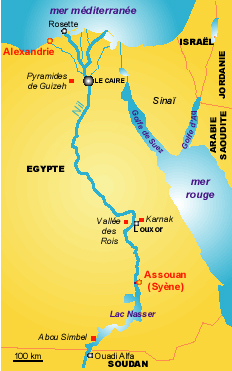 mer méditerranée
Rosette
Alexandrie
ISRAËL
JORDANIE
Pyramides
de Guizeh
LE CAIRE
Sinaï
Nil
Golfe de Suez
Golfe d'Aq
ARABIE
SAOUDITE
EGYPTE
mer
rouge
Vallée
des
Rois
Karnak
Louxor
Assouan
(Syène)
Lac Nasser
Abou Simbel
100 km
Ouadi Alfa
SOUDAN